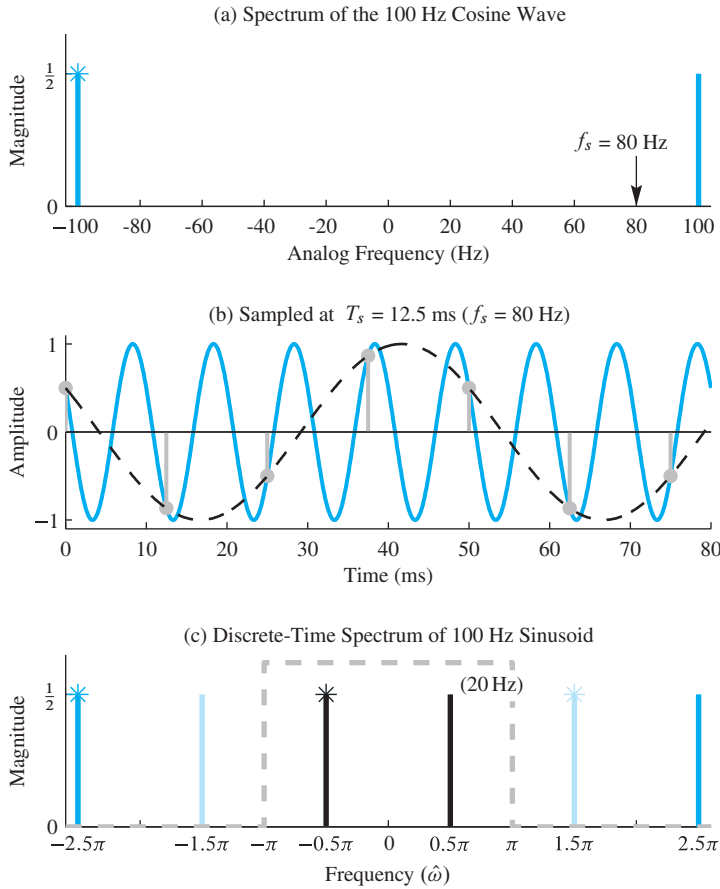 (a) Spectrum of the 100 Hz Cosine Wave
Magnitude
1/2
0
f_s = 80 Hz
−100 -80 -60 -40 -20 0 20 40 60 80 100
Analog Frequency (Hz)
(b) Sampled at T_s = 12.5 ms (f_s = 80 Hz)
Amplitude
1
0
−1
0 10 20 30 40 50 60 70 80
Time (ms)
(c) Discrete-Time Spectrum of 100 Hz Sinusoid
Magnitude
1/2
0
(20 Hz)
−2.5π −1.5π −π −0.5π 0 0.5π π 1.5π 2.5π
Frequency (ω̂)